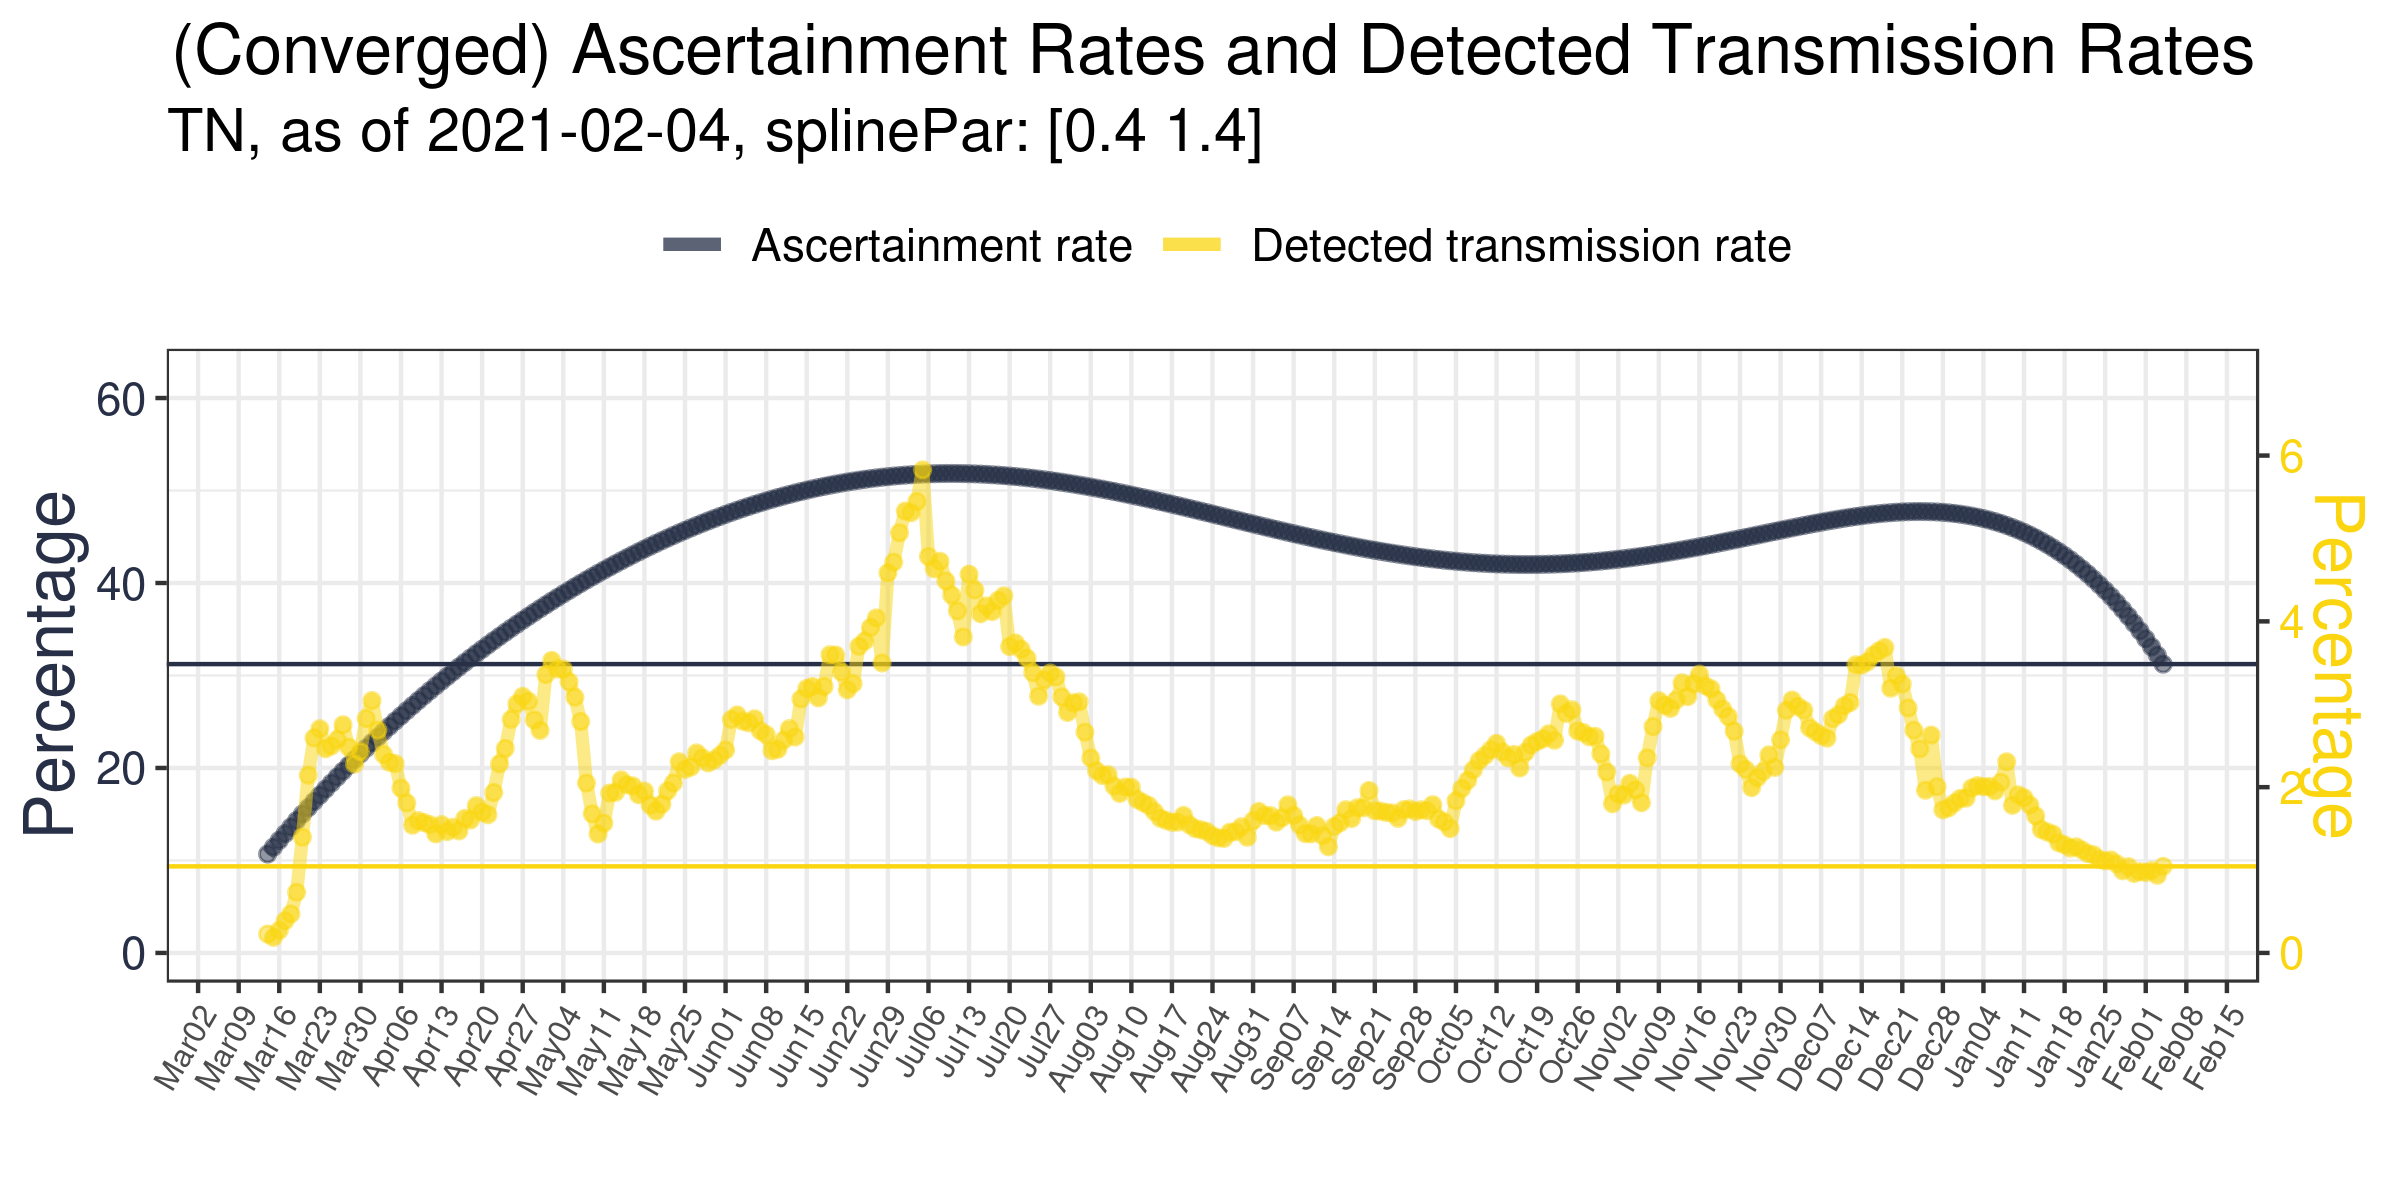 (Converged) Ascertainment Rates and Detected Transmission Rates
TN, as of 2021-02-04, splinePar: [0.4 1.4]
Ascertainment rate
Detected transmission rate
Percentage
60
40
20
0
Percentage
6
4
2
0
Mar02
Mar09
Mar16
Mar23
Mar30
Apr06
Apr13
Apr20
Apr27
May04
May11
May18
May25
Jun01
Jun08
Jun15
Jun22
Jun29
Jul06
Jul13
Jul20
Jul27
Aug03
Aug10
Aug17
Aug24
Aug31
Sep07
Sep14
Sep21
Sep28
Oct05
Oct12
Oct19
Oct26
Nov02
Nov09
Nov16
Nov23
Nov30
Dec07
Dec14
Dec21
Dec28
Jan04
Jan11
Jan18
Jan25
Feb01
Feb08
Feb15